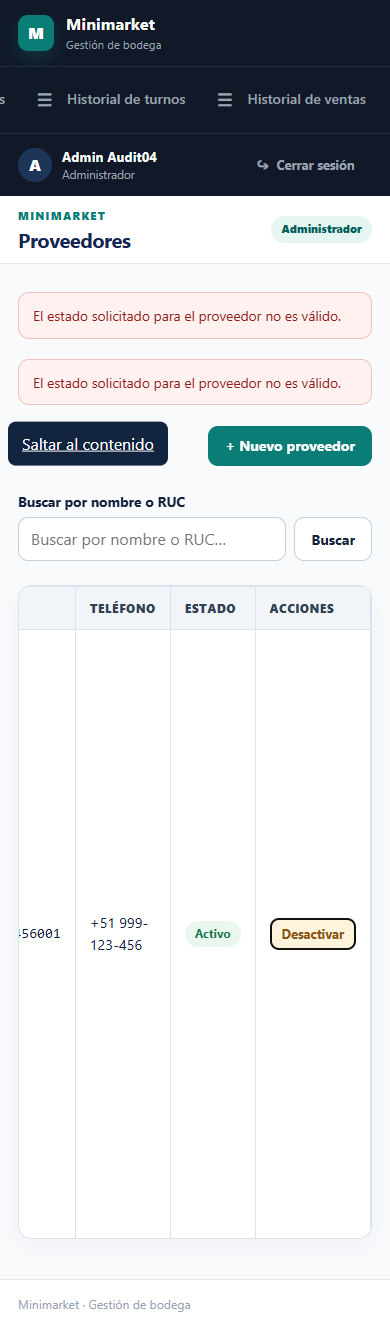 M
Minimarket
Gestión de bodega
s
Historial de turnos
Historial de ventas
A
Admin Audit04
Administrador
Cerrar sesión
MINIMARKET
Proveedores
Administrador
El estado solicitado para el proveedor no es válido.
El estado solicitado para el proveedor no es válido.
Saltar al contenido
+ Nuevo proveedor
Buscar por nombre o RUC
Buscar por nombre o RUC...
Buscar
TELÉFONO
ESTADO
ACCIONES
456001
+51 999-
123-456
Activo
Desactivar
Minimarket · Gestión de bodega